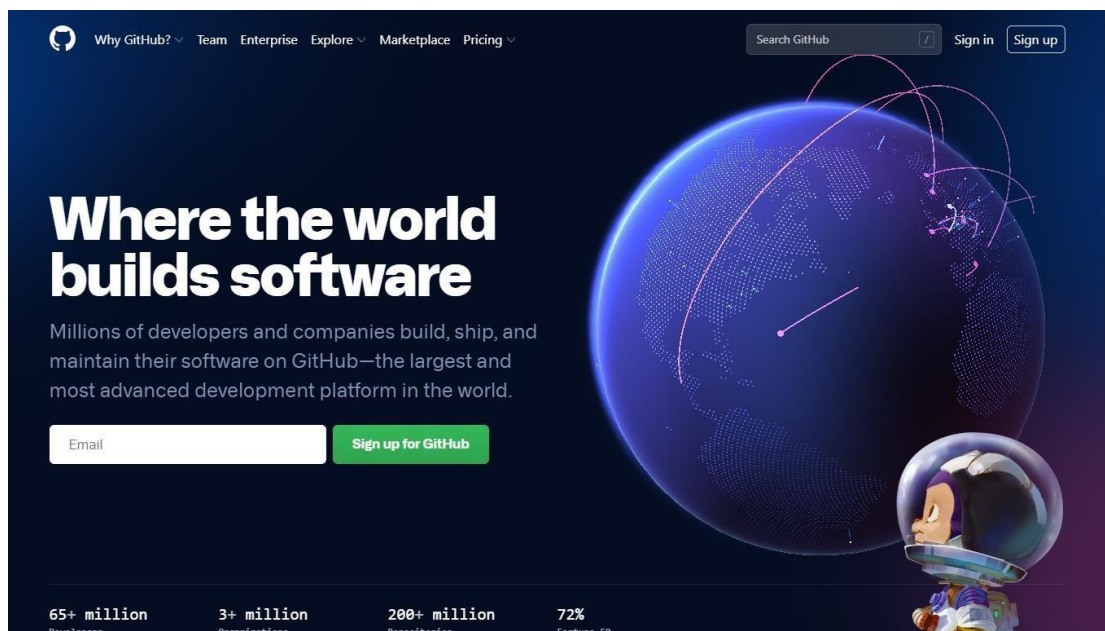 Why GitHub? Team Enterprise Explore Marketplace Pricing Search GitHub / Sign in Sign up
Where the world
builds software
Millions of developers and companies build, ship, and
maintain their software on GitHub—the largest and
most advanced development platform in the world.
Email Sign up for GitHub
65+ million 3+ million 200+ million 72%